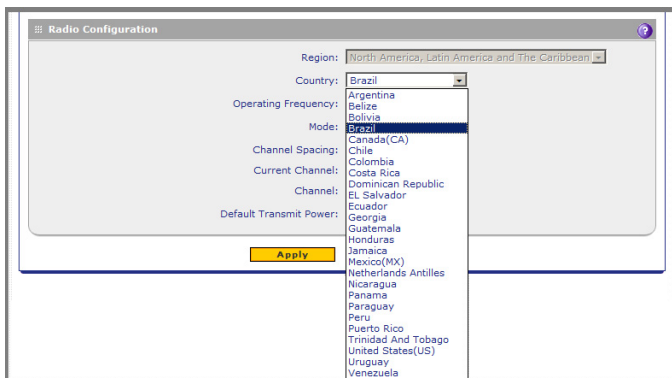 Radio Configuration
Region: North America, Latin America and The Caribbean
Country: Brazil
Argentina
Operating Frequency: Belize
Bolivia
Mode: Brazil
Canada(CA)
Channel Spacing: Chile
Colombia
Current Channel: Costa Rica
Dominican Republic
Channel: EL Salvador
Ecuador
Default Transmit Power: Georgia
Guatemala
Honduras
Apply Jamaica
Mexico(MX)
Netherlands Antilles
Nicaragua
Panama
Paraguay
Peru
Puerto Rico
Trinidad And Tobago
United States(US)
Uruguay
Venezuela